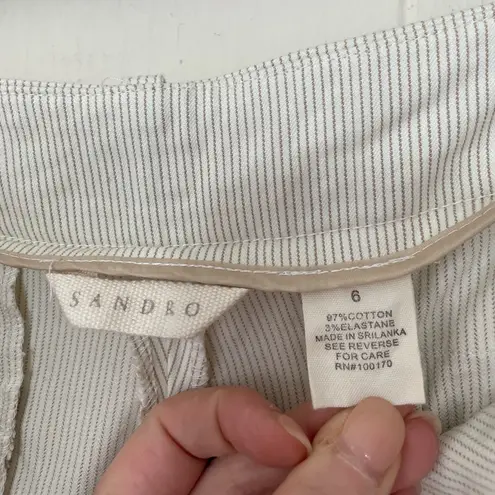 SANDRO
6
97%COTTON
3%ELASTANE
MADE IN SRILANKA
SEE REVERSE
FOR CARE
RN#100170